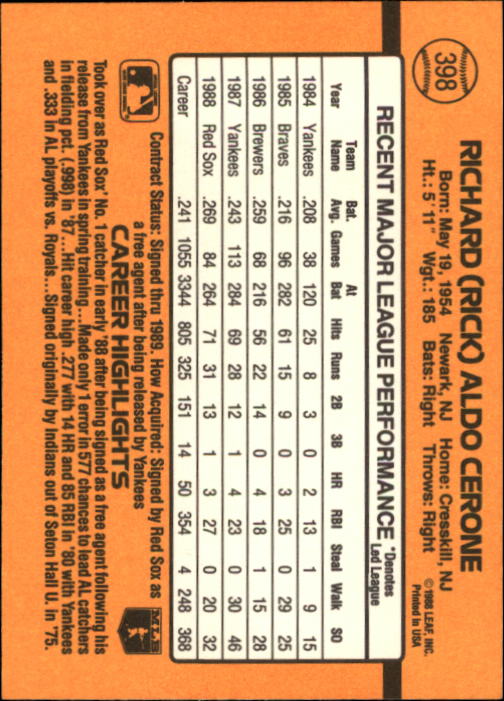 398
RICHARD (RICK) ALDO CERONE
Born: May 19, 1954 Newark, NJ Home: Cresskill, NJ
Ht.: 5' 11" Wgt.: 185 Bats: Right Throws: Right
©1988 LEAF, INC.
Printed in USA
RECENT MAJOR LEAGUE PERFORMANCE *Denotes Led League
Year Team Name Bat. Avg. Games At Bat Hits Runs 2B 3B HR RBI Steal Walk SO
1984 Yankees .208 38 120 25 8 3 0 2 13 1 9 15
1985 Braves .216 96 282 61 15 9 0 3 25 0 29 25
1986 Brewers .259 68 216 56 22 14 0 4 18 1 15 28
1987 Yankees .243 113 284 69 28 12 1 4 23 0 30 46
1988 Red Sox .269 84 264 71 31 13 1 3 27 0 20 32
Career .241 1055 3344 805 325 151 14 50 354 4 248 368
Contract Status: Signed thru 1989. How Acquired: Signed by Red Sox as
a free agent after being released by Yankees
CAREER HIGHLIGHTS
MLB
Took over as Red Sox' No. 1 catcher in early '88 after being signed as a free agent following his
release from Yankees in spring training...Made only 1 error in 577 chances to lead AL catchers
in fielding pct. (.998) in '87...Hit career high .277 with 14 HR and 85 RBI in '80 with Yankees
and .333 in AL playoffs vs. Royals...Signed originally by Indians out of Seton Hall U. in '75.